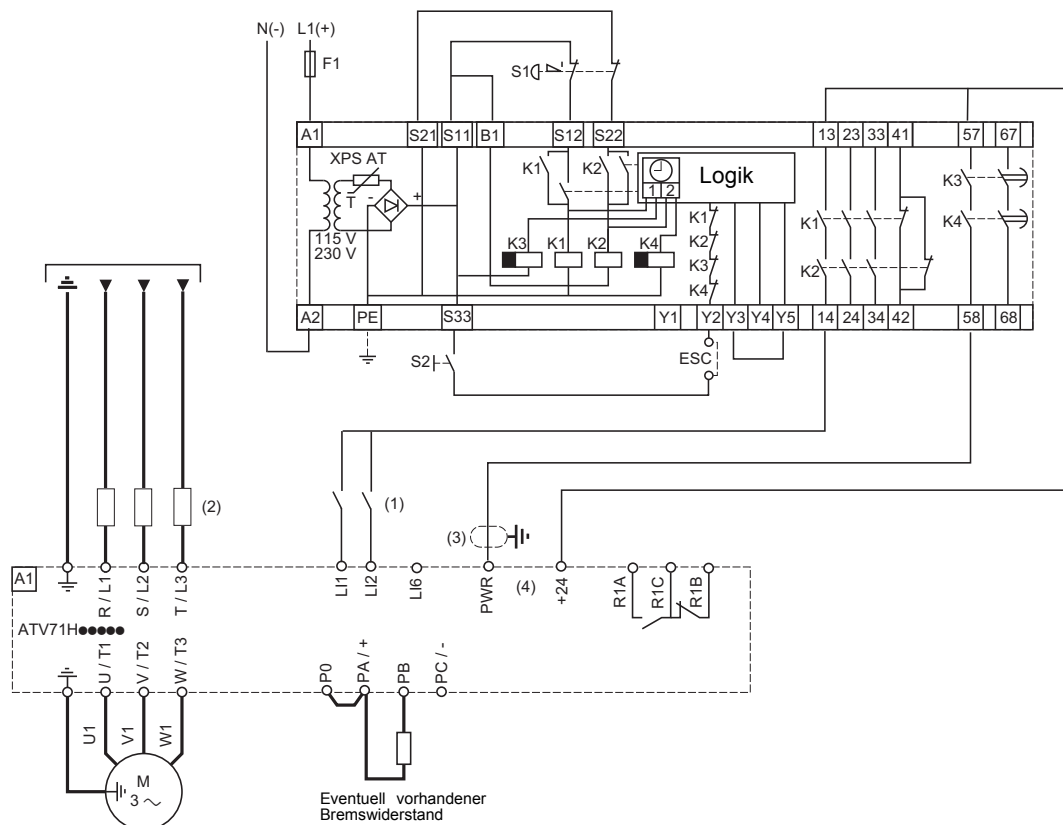 N(-) L1(+)
F1
S1
A1 S21 S11 B1 S12 S22 13 23 33 41 57 67
XPS AT
T - +
115 V
230 V
K1 K2
Logik
1 2
K3 K1 K2 K4
K1
K2
K3
K4
K1
K2
K3
K4
A2 PE S33 Y1 Y2 Y3 Y4 Y5 14 24 34 42 58 68
S2
ESC
(1)
(2)
(3)
A1
R / L1
S / L2
T / L3
LI1
LI2
LI6
PWR
(4)
+24
R1A
R1C
R1B
ATV71H●●●●●
U / T1
V / T2
W / T3
P0
PA / +
PB
PC / -
U1
V1
W1
M
3 ~
Eventuell vorhandener
Bremswiderstand